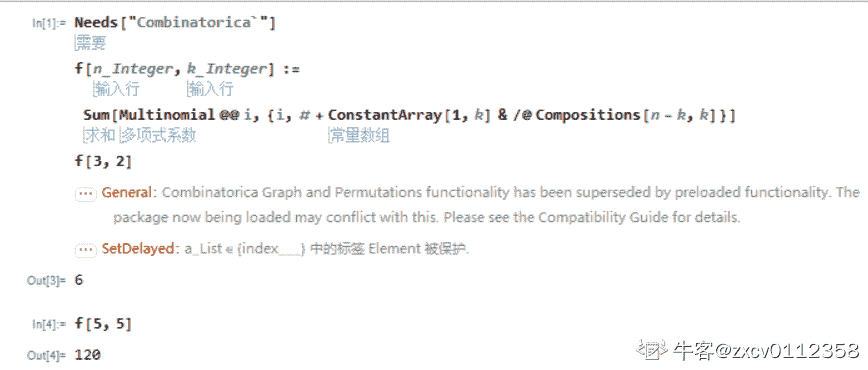 In[1]:= Needs["Combinatorica`"]
需要
f[n_Integer, k_Integer] :=
输入行 输入行
Sum[Multinomial @@ i, {i, # + ConstantArray[1, k] & /@ Compositions[n - k, k]}]
求和 多项式系数 常量数组
f[3, 2]
General: Combinatorica Graph and Permutations functionality has been superseded by preloaded functionality. The
package now being loaded may conflict with this. Please see the Compatibility Guide for details.
SetDelayed: a_List ∈ {index___} 中的标签 Element 被保护.
Out[3]= 6
In[4]:= f[5, 5]
Out[4]= 120
牛客@zxcv0112358